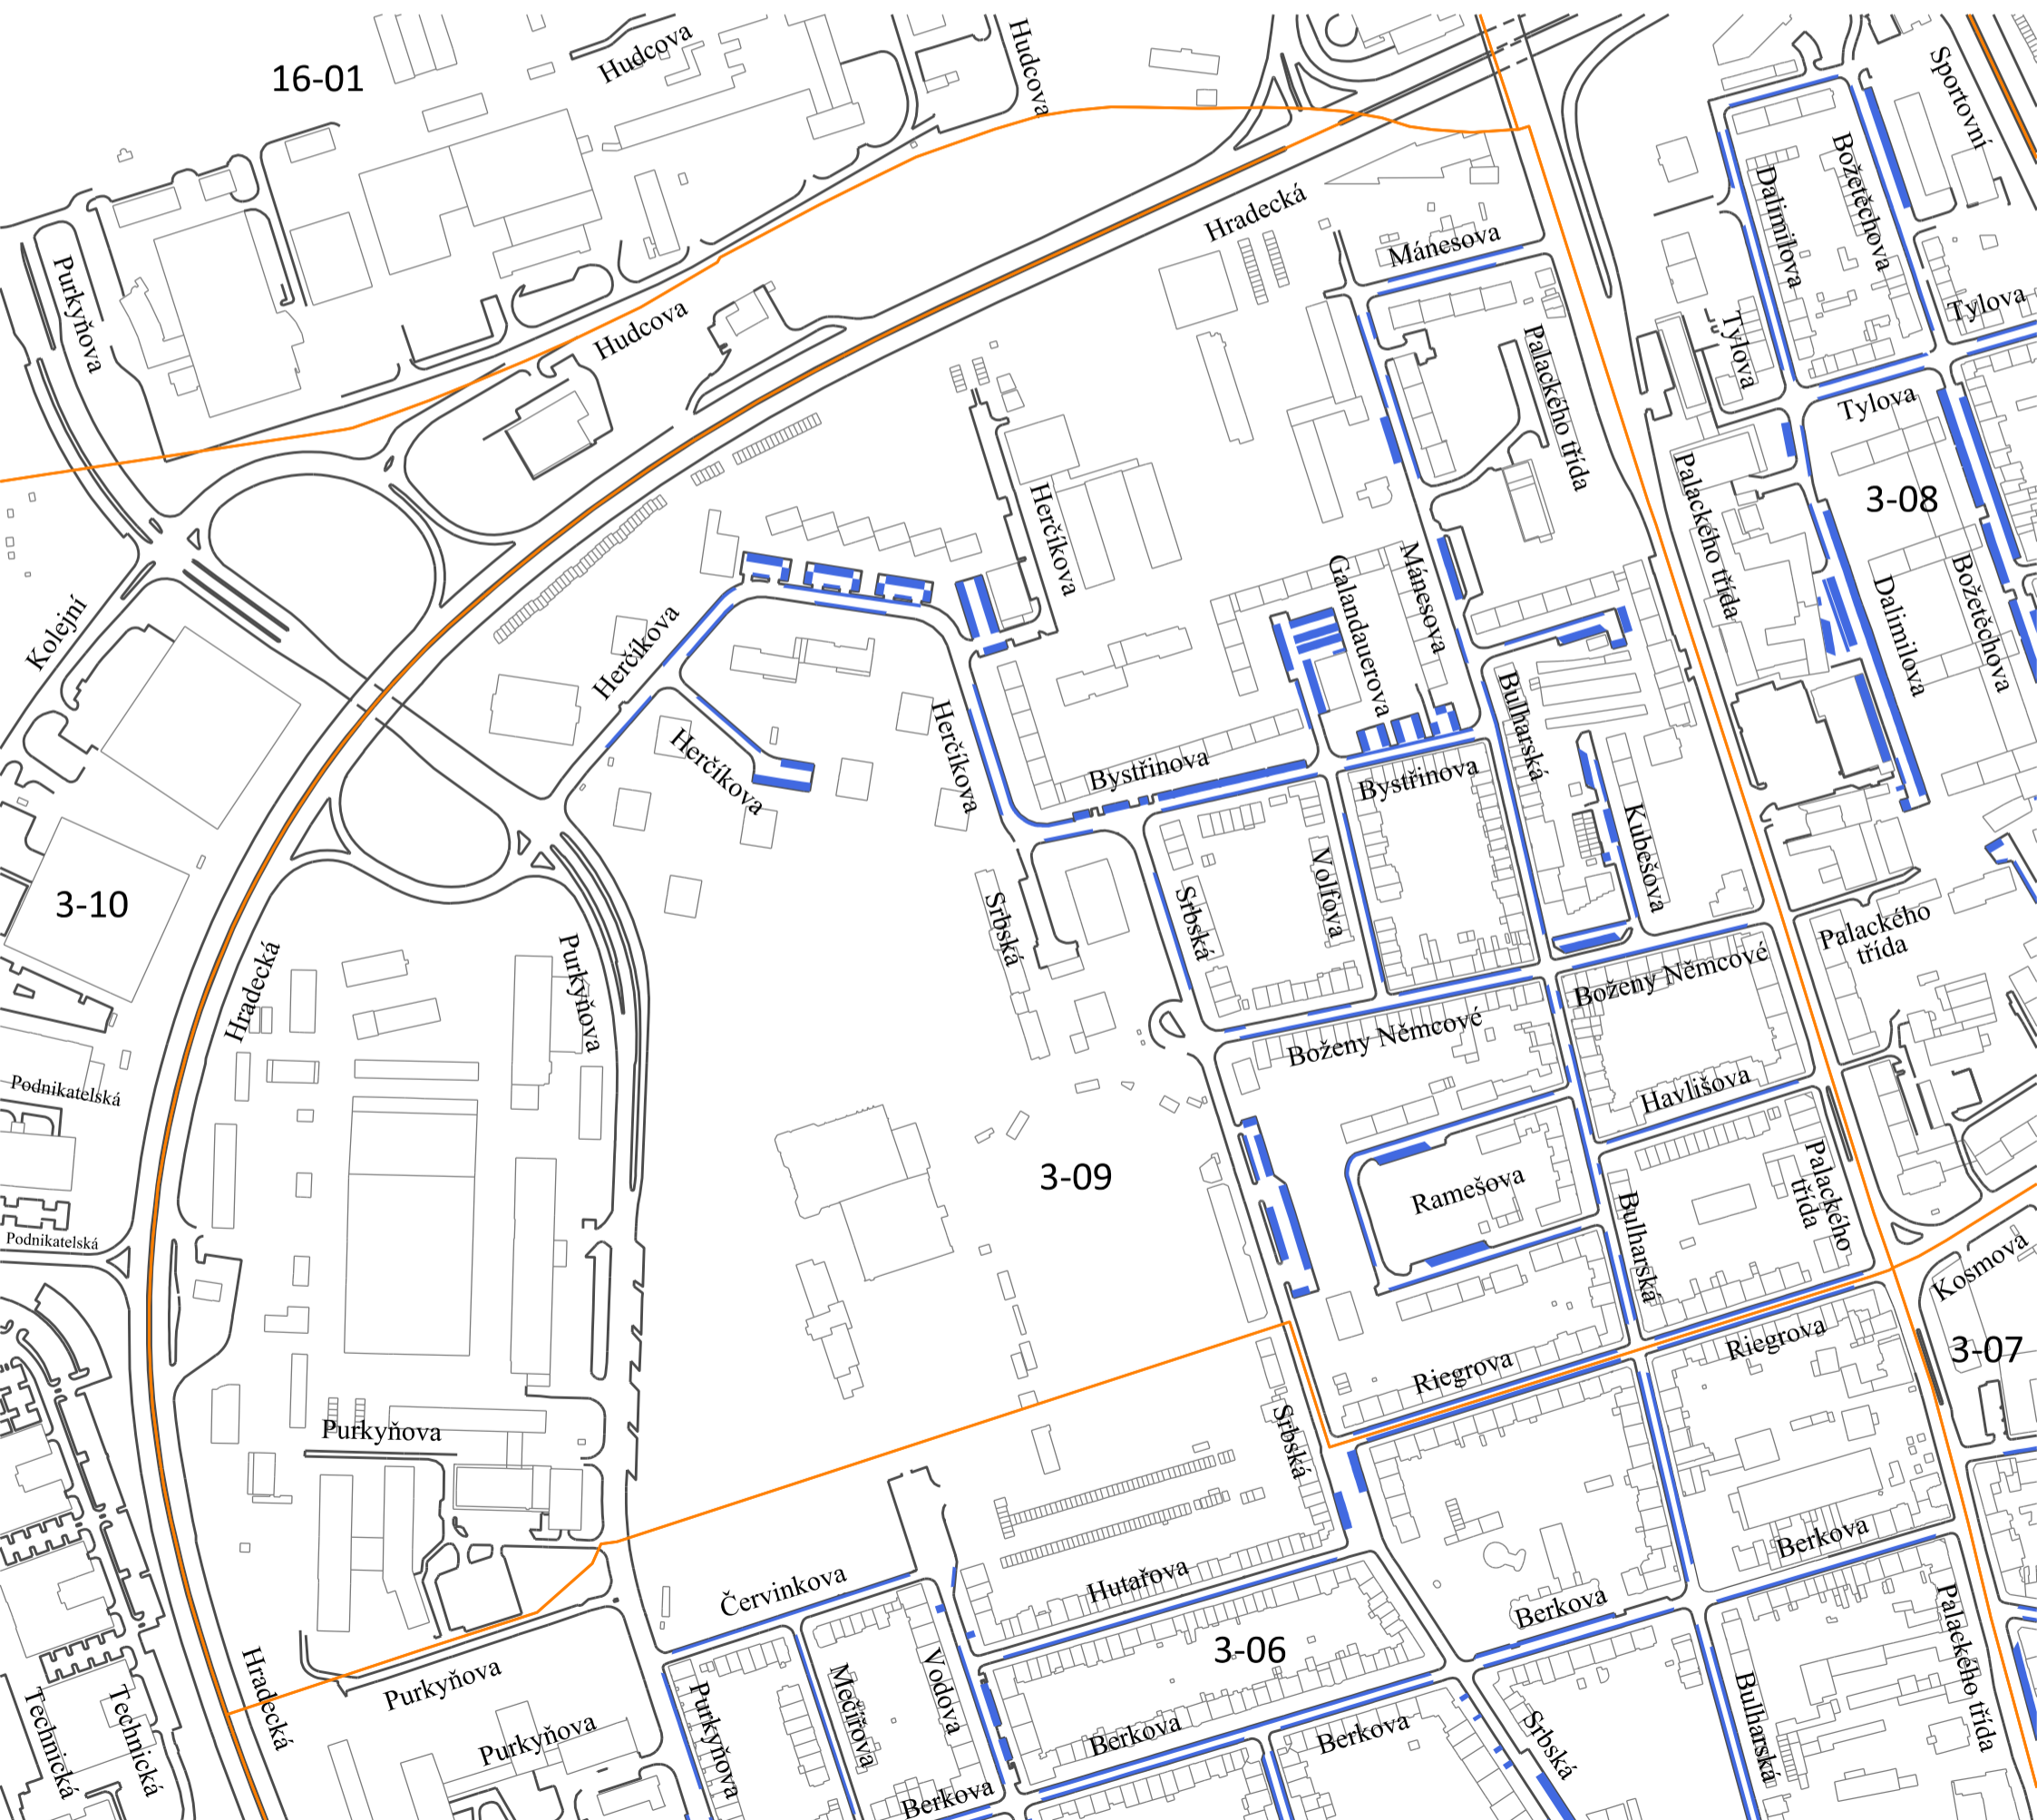 Hudcova
Hudcova
16-01
Sportovní
Božetěchova
Dalimilova
Hradecká
Mánesova
Purkyňova
Hudcova
Tylova
Tylova
Palackého třída
Tylova
Herčíkova
Palackého třída
3-08
Galandauerova
Mánesova
Božetěchova
Dalimilova
Kolejní
Herčíkova
Bulharská
Herčíkova
Herčíkova
Bystřinova
Bystřinova
Kubešova
Volfova
3-10
Srbská
Srbská
Palackého
třída
Hradecká
Purkyňova
Boženy Němcové
Boženy Němcové
Podnikatelská
Havlišova
3-09
Ramešova
Palackého
třída
Bulharská
Podnikatelská
Kosmova
Riegrova
3-07
Riegrova
Purkyňova
Srbská
Berkova
Červinkova
Hutařova
Berkova
3-06
Palackého třída
Hradecká
Purkyňova
Vodova
Mečířova
Purkyňova
Bulharská
Technická
Technická
Purkyňova
Berkova
Berkova
Srbská
Berkova